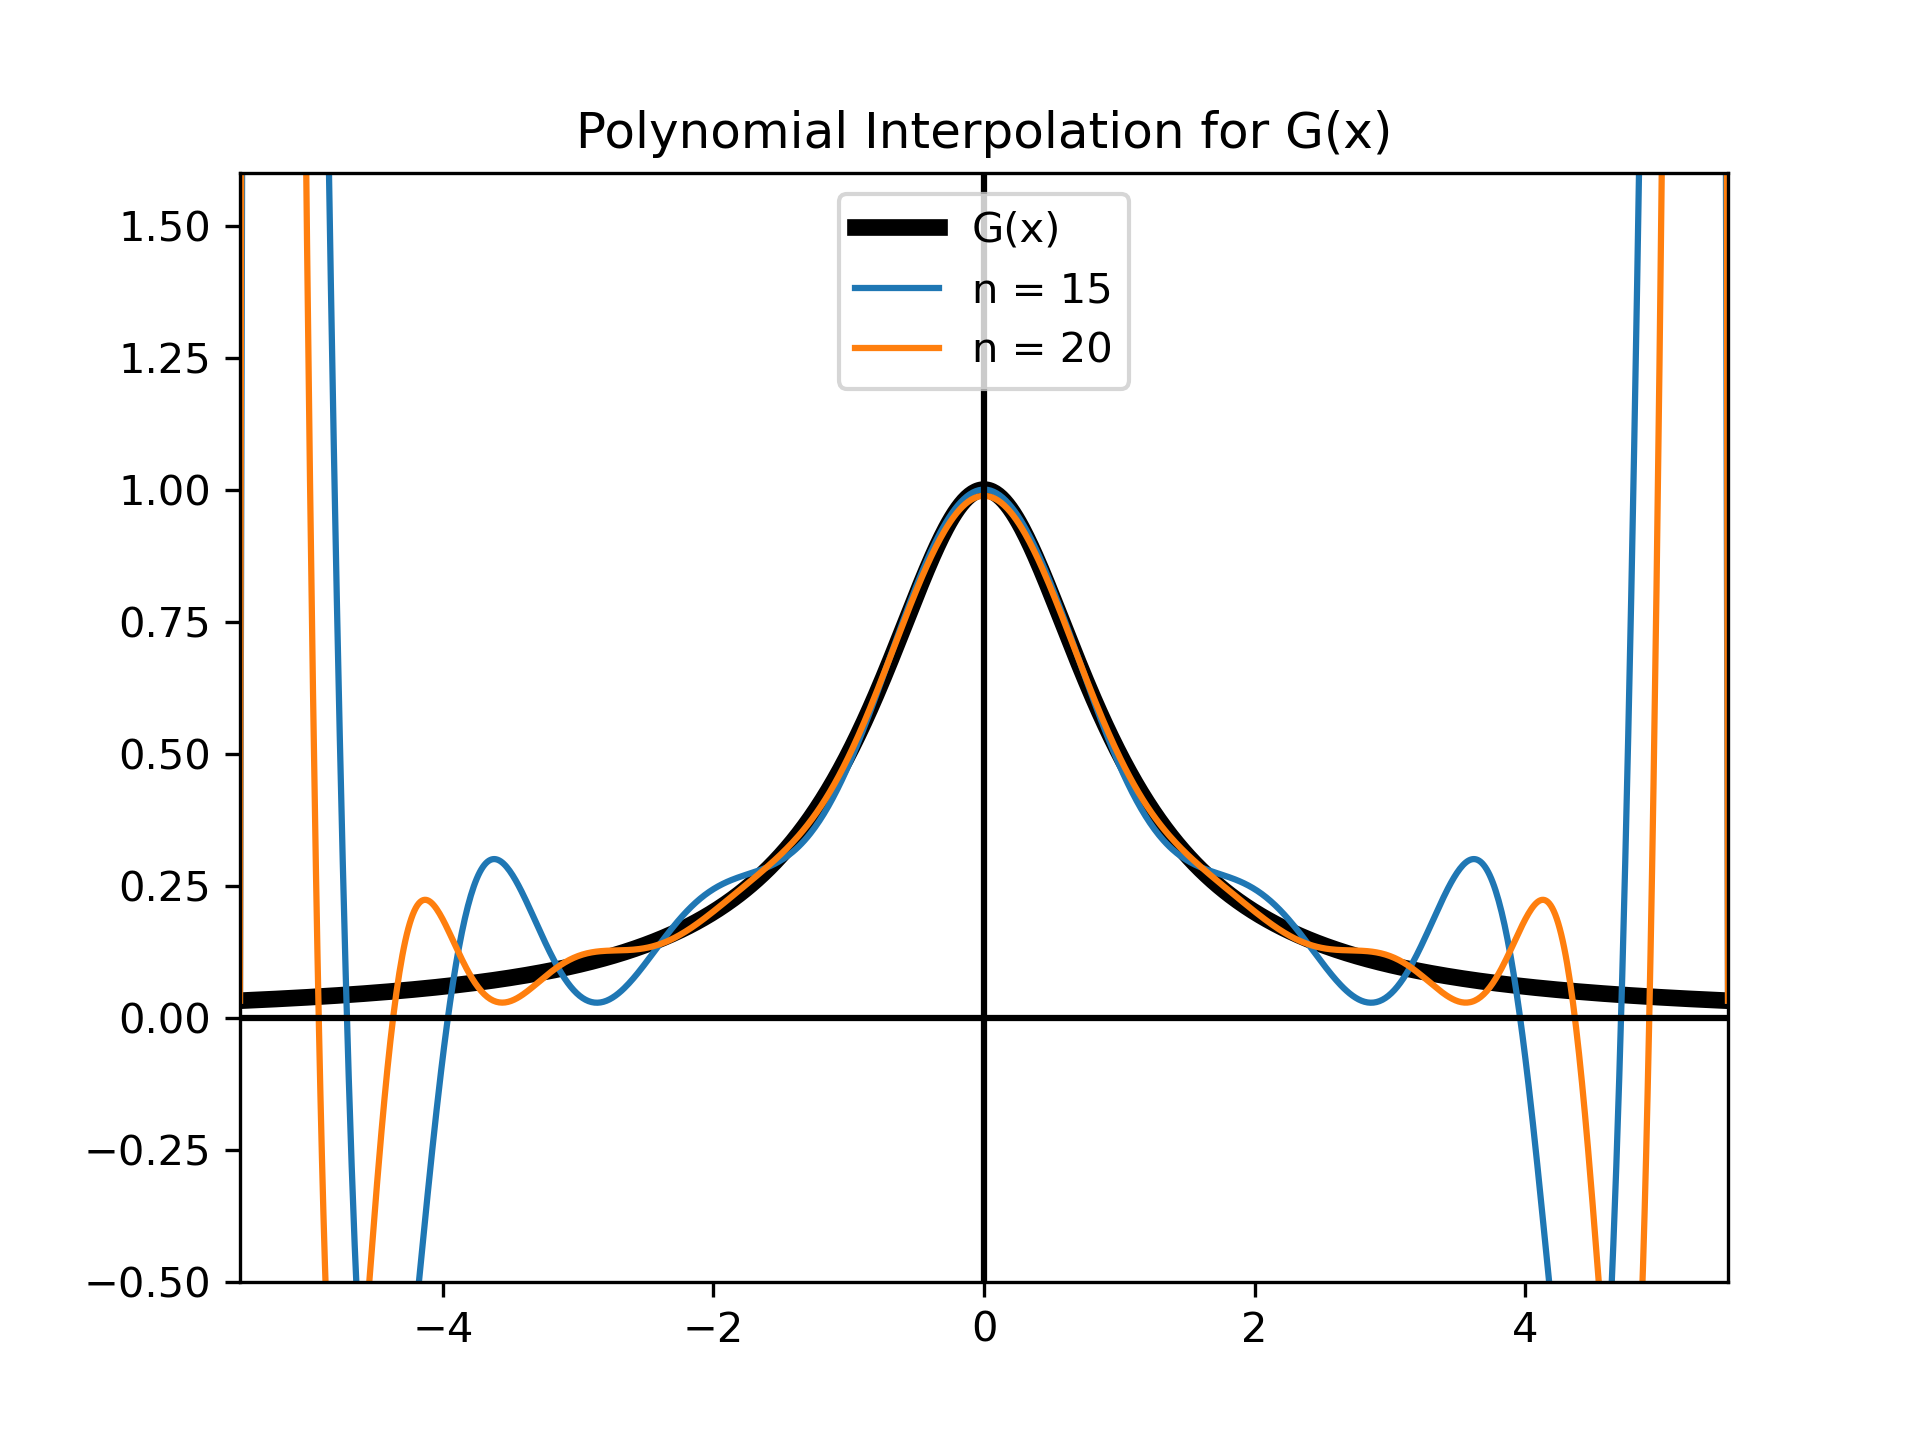 Polynomial Interpolation for G(x)
G(x)
n = 15
n = 20
1.50
1.25
1.00
0.75
0.50
0.25
0.00
−0.25
−0.50
−4 −2 0 2 4